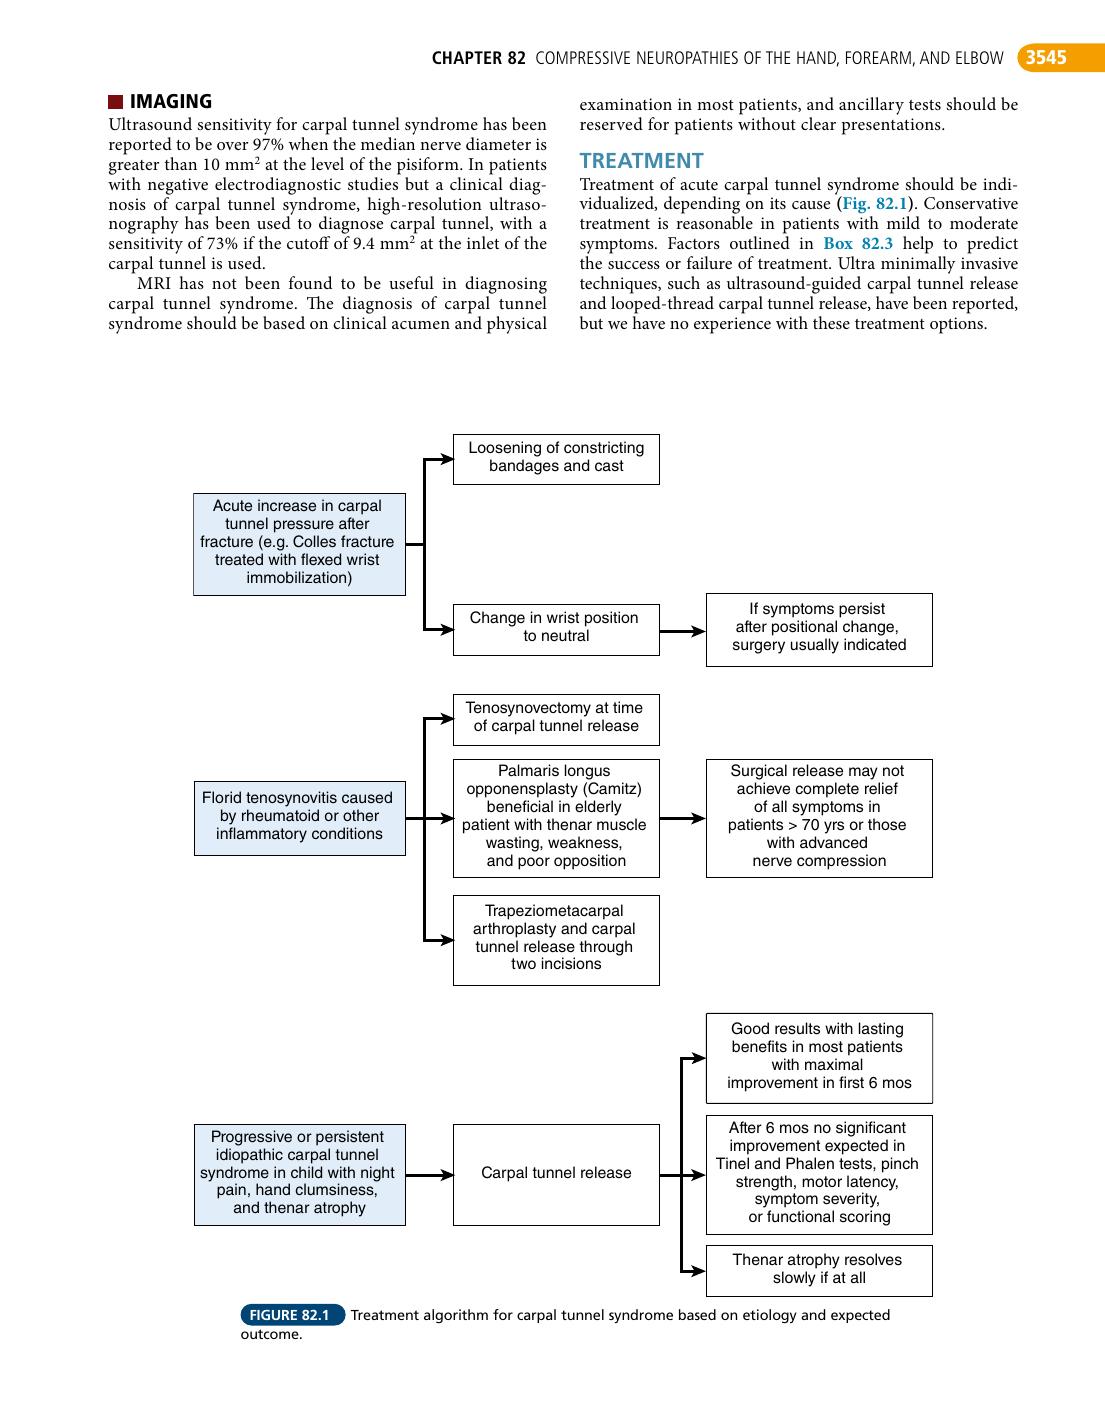 CHAPTER 82 COMPRESSIVE NEUROPATHIES OF THE HAND, FOREARM, AND ELBOW 3545
IMAGING
Ultrasound sensitivity for carpal tunnel syndrome has been
reported to be over 97% when the median nerve diameter is
greater than 10 mm² at the level of the pisiform. In patients
with negative electrodiagnostic studies but a clinical diag-
nosis of carpal tunnel syndrome, high-resolution ultraso-
nography has been used to diagnose carpal tunnel, with a
sensitivity of 73% if the cutoff of 9.4 mm² at the inlet of the
carpal tunnel is used.
MRI has not been found to be useful in diagnosing
carpal tunnel syndrome. The diagnosis of carpal tunnel
syndrome should be based on clinical acumen and physical
examination in most patients, and ancillary tests should be
reserved for patients without clear presentations.
TREATMENT
Treatment of acute carpal tunnel syndrome should be indi-
vidualized, depending on its cause (Fig. 82.1). Conservative
treatment is reasonable in patients with mild to moderate
symptoms. Factors outlined in Box 82.3 help to predict
the success or failure of treatment. Ultra minimally invasive
techniques, such as ultrasound-guided carpal tunnel release
and looped-thread carpal tunnel release, have been reported,
but we have no experience with these treatment options.
Acute increase in carpal
tunnel pressure after
fracture (e.g. Colles fracture
treated with flexed wrist
immobilization)
Loosening of constricting
bandages and cast
Change in wrist position
to neutral
If symptoms persist
after positional change,
surgery usually indicated
Florid tenosynovitis caused
by rheumatoid or other
inflammatory conditions
Tenosynovectomy at time
of carpal tunnel release
Palmaris longus
opponensplasty (Camitz)
beneficial in elderly
patient with thenar muscle
wasting, weakness,
and poor opposition
Surgical release may not
achieve complete relief
of all symptoms in
patients > 70 yrs or those
with advanced
nerve compression
Trapeziometacarpal
arthroplasty and carpal
tunnel release through
two incisions
Progressive or persistent
idiopathic carpal tunnel
syndrome in child with night
pain, hand clumsiness,
and thenar atrophy
Carpal tunnel release
Good results with lasting
benefits in most patients
with maximal
improvement in first 6 mos
After 6 mos no significant
improvement expected in
Tinel and Phalen tests, pinch
strength, motor latency,
symptom severity,
or functional scoring
Thenar atrophy resolves
slowly if at all
FIGURE 82.1 Treatment algorithm for carpal tunnel syndrome based on etiology and expected
outcome.